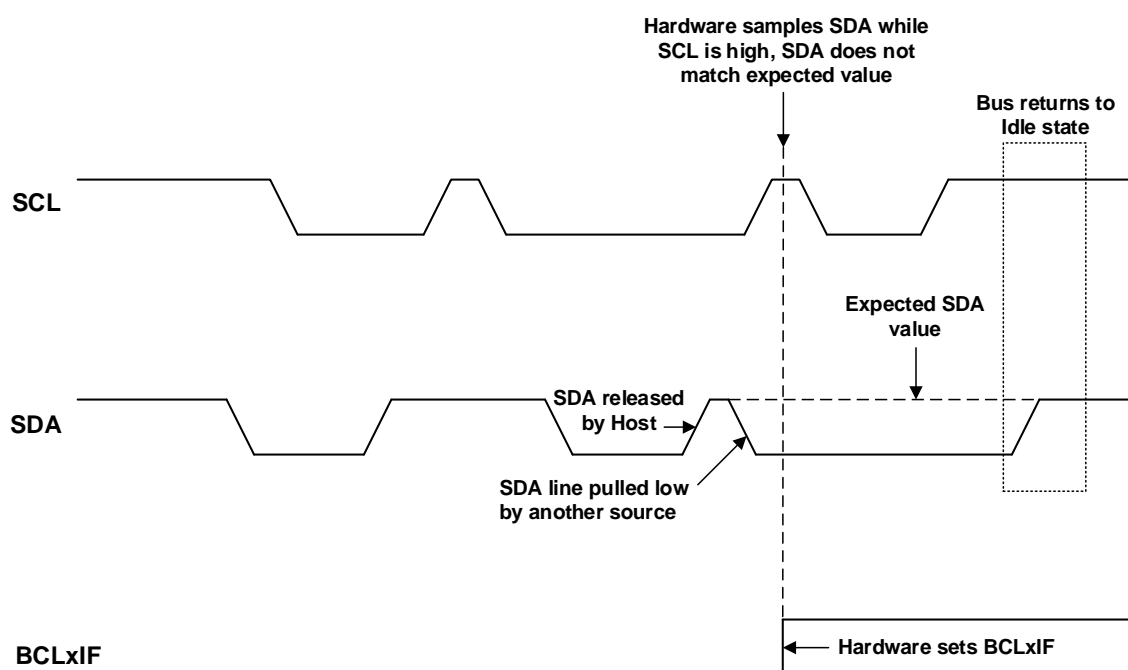 Hardware samples SDA while
SCL is high, SDA does not
match expected value
Bus returns to
Idle state
SCL
Expected SDA
value
SDA
SDA released
by Host
SDA line pulled low
by another source
BCLxIF
Hardware sets BCLxIF